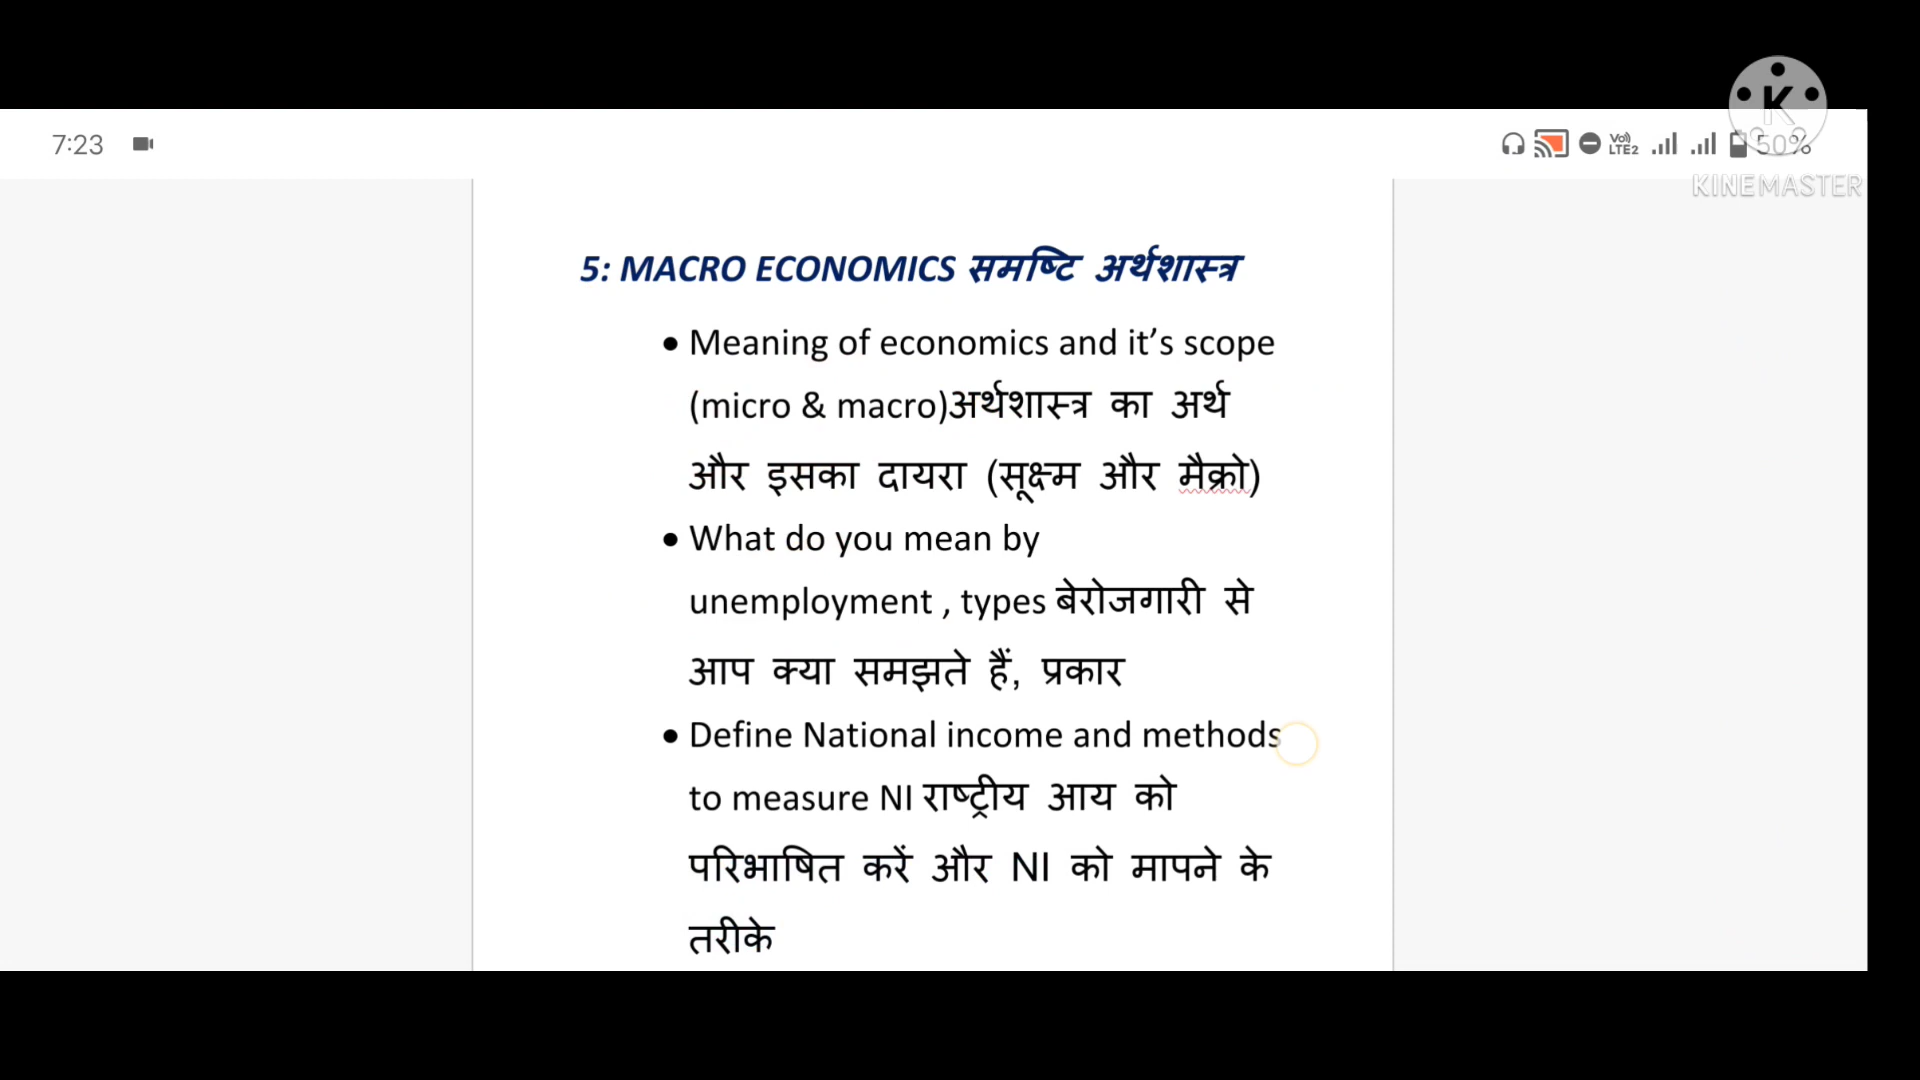 7:23
Vo)) LTE2
50%
K
KINEMASTER
5: MACRO ECONOMICS समष्टि अर्थशास्त्र
• Meaning of economics and it’s scope
(micro & macro)अर्थशास्त्र का अर्थ
और इसका दायरा (सूक्ष्म और मैक्रो)
• What do you mean by
unemployment , types बेरोजगारी से
आप क्या समझते हैं, प्रकार
• Define National income and methods
to measure NI राष्ट्रीय आय को
परिभाषित करें और NI को मापने के
तरीके